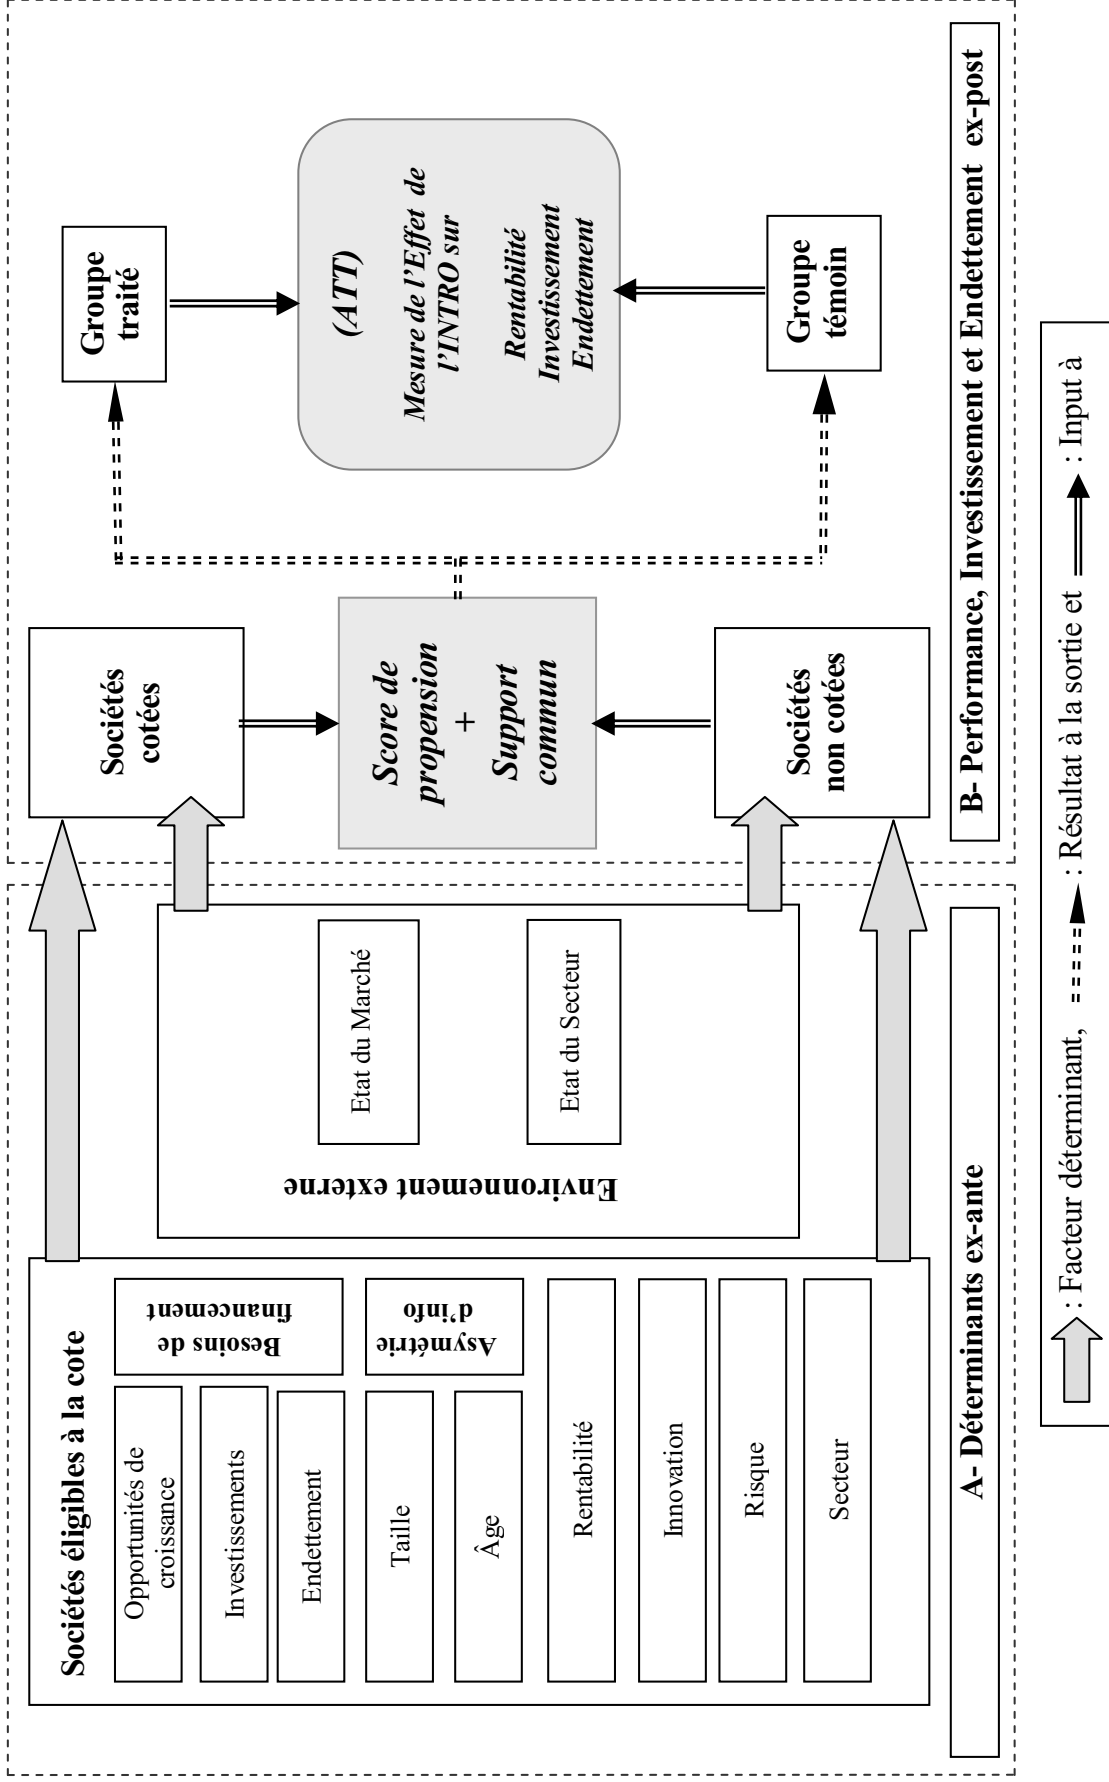 Sociétés éligibles à la cote
Opportunités de
croissance
Investissements
Endettement
Besoins de
financement
Taille
Âge
Asymétrie
d'info
Rentabilité
Innovation
Risque
Secteur
Environnement externe
Etat du Marché
Etat du Secteur
A- Déterminants ex-ante
Sociétés
cotées
Score de
propension
+
Support
commun
Sociétés
non cotées
Groupe
traité
(ATT)
Mesure de l'Effet de
l'INTRO sur
Rentabilité
Investissement
Endettement
Groupe
témoin
B- Performance, Investissement et Endettement ex-post
: Facteur déterminant, : Résultat à la sortie et : Input à